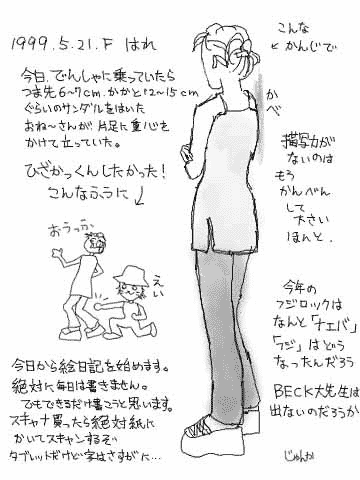 1999.5.21.F はれ
今日、でんしゃに乗っていたら
つま先6～7cm.かかと12～15cm
ぐらいのサンダルをはいた
おね～さんが、片足に重心を
かけて立っていた。
ひざかっくんしたかった!
こんなふうに
おうっふ
えい
こんな
かんじで
かべ
描写力が
ないのは
もう
かんべん
して
下さい
ほんと.
今年の
フジロックは
なんと「ナエバ」
「フジ」はどう
なったんだろう
BECK大先生は
出ないのだろうか
今日から絵日記を始めます。
絶対に毎日は書きません。
でもできるだけ書こうと思います。
スキャナ買ったら絶対紙に
かいてスキャンするぞ
タブレットだけど字はさすがに…
じゅんか